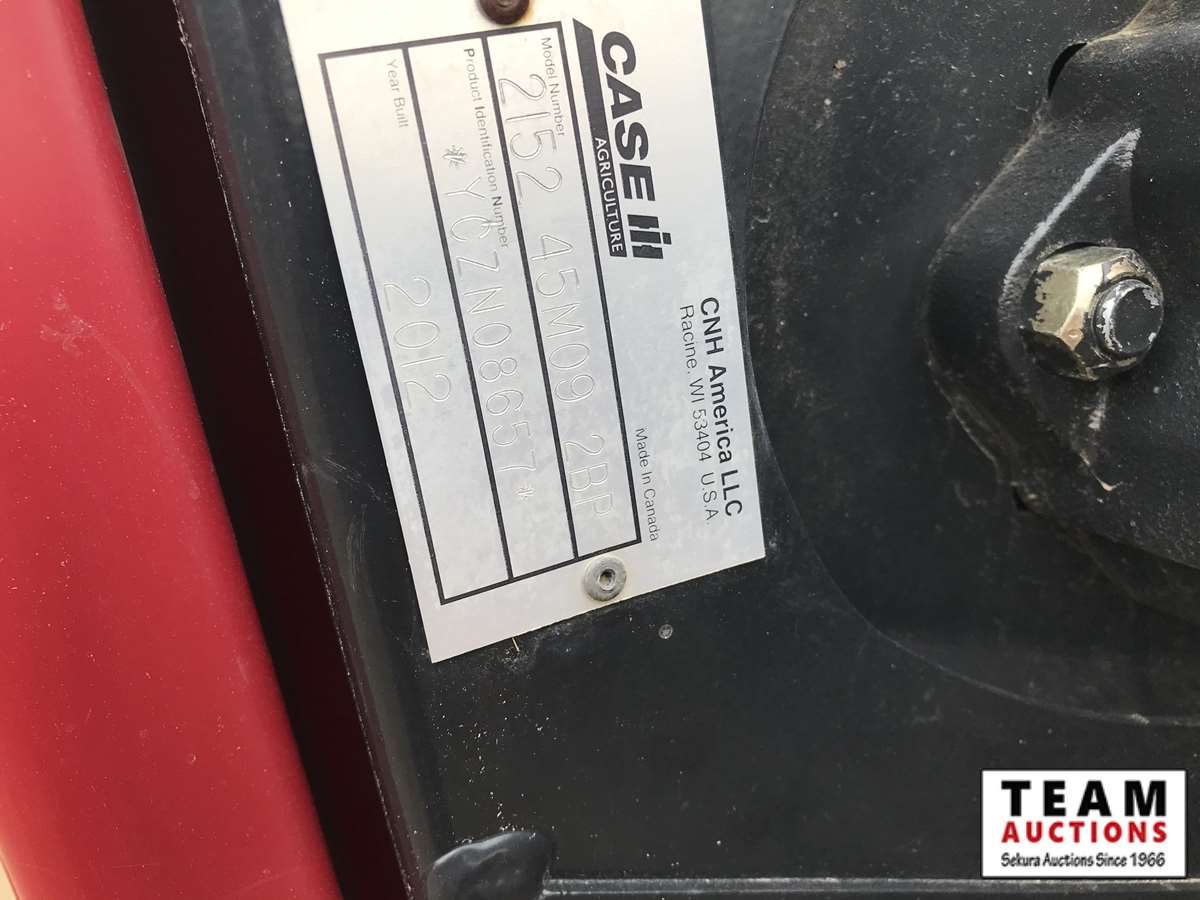 CASE IH
AGRICULTURE
CNH America LLC
Racine, WI 53404 U.S.A.
Made In Canada
Model Number
2152 45M09 2BP
Product Identification Number
*YCZN08657*
Year Built
2012
TEAM
AUCTIONS
Sekura Auctions Since 1966